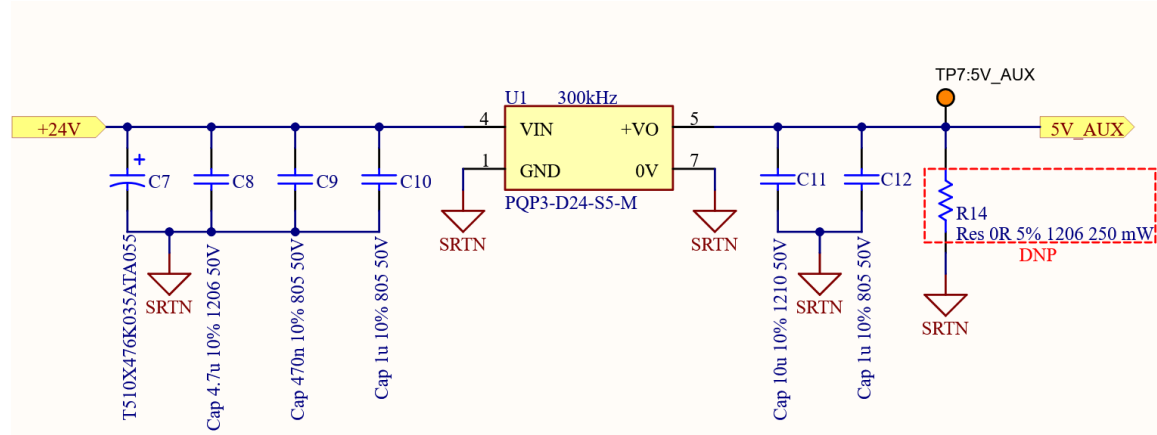 TP7:5V_AUX
U1 300kHz
+24V
4 VIN +VO 5
5V_AUX
1 GND 0V 7
+
C7
C8
C9
C10
C11
C12
PQP3-D24-S5-M
R14
Res 0R 5% 1206 250 mW
DNP
SRTN
SRTN
SRTN
SRTN
SRTN
T510X476K035ATA055
Cap 4.7u 10% 1206 50V
Cap 470n 10% 805 50V
Cap 1u 10% 805 50V
Cap 10u 10% 1210 50V
Cap 1u 10% 805 50V